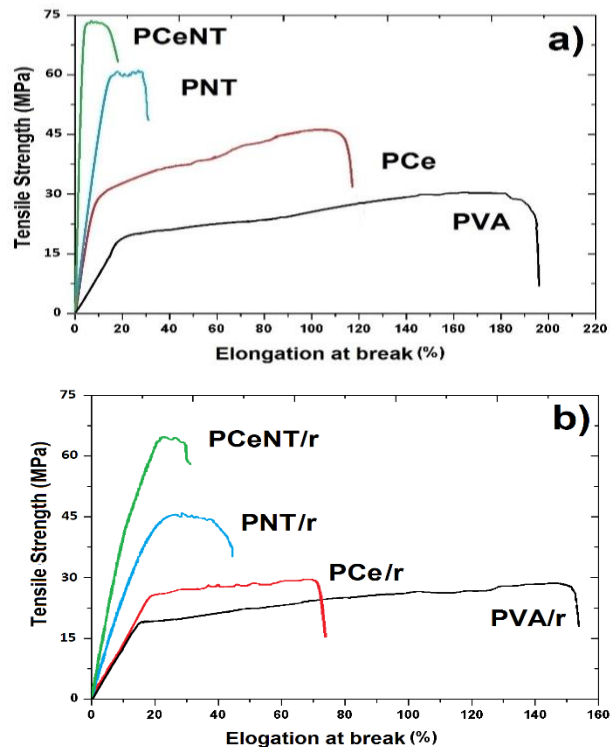 a)
PCeNT
PNT
PCe
PVA
Tensile Strength (MPa)
75
60
45
30
15
0
0 20 40 60 80 100 120 140 160 180 200 220
Elongation at break (%)
b)
PCeNT/r
PNT/r
PCe/r
PVA/r
Tensile Strength (MPa)
75
60
45
30
15
0
0 20 40 60 80 100 120 140 160
Elogation at break (%)